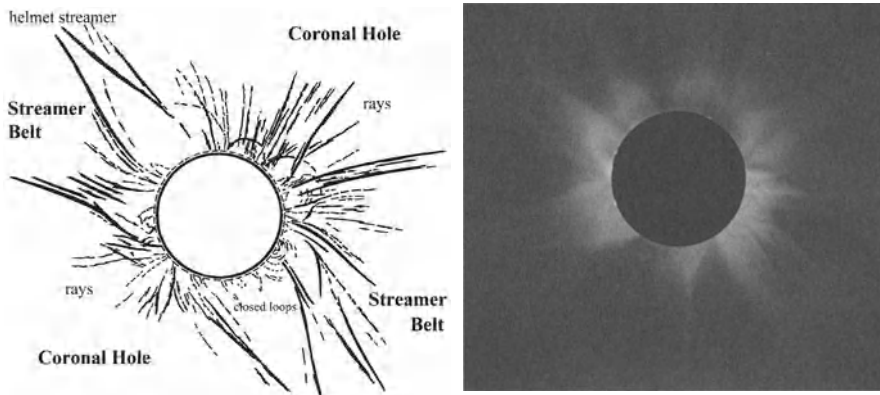 helmet streamer
Coronal Hole
Streamer
Belt
rays
rays
closed loops
Streamer
Belt
Coronal Hole